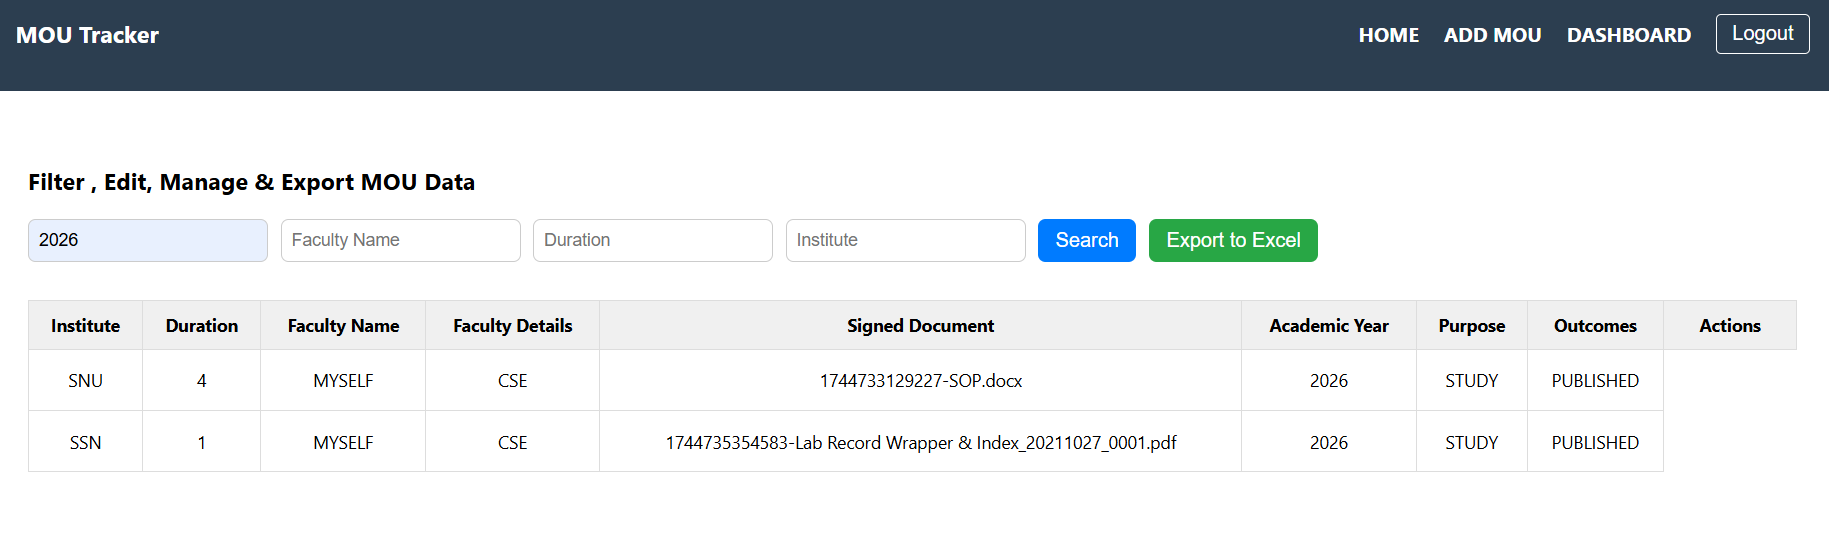 MOU Tracker HOME ADD MOU DASHBOARD Logout
Filter , Edit, Manage & Export MOU Data
2026 Faculty Name Duration Institute Search Export to Excel
Institute Duration Faculty Name Faculty Details Signed Document Academic Year Purpose Outcomes Actions
SNU 4 MYSELF CSE 1744733129227-SOP.docx 2026 STUDY PUBLISHED
SSN 1 MYSELF CSE 1744735354583-Lab Record Wrapper & Index_20211027_0001.pdf 2026 STUDY PUBLISHED